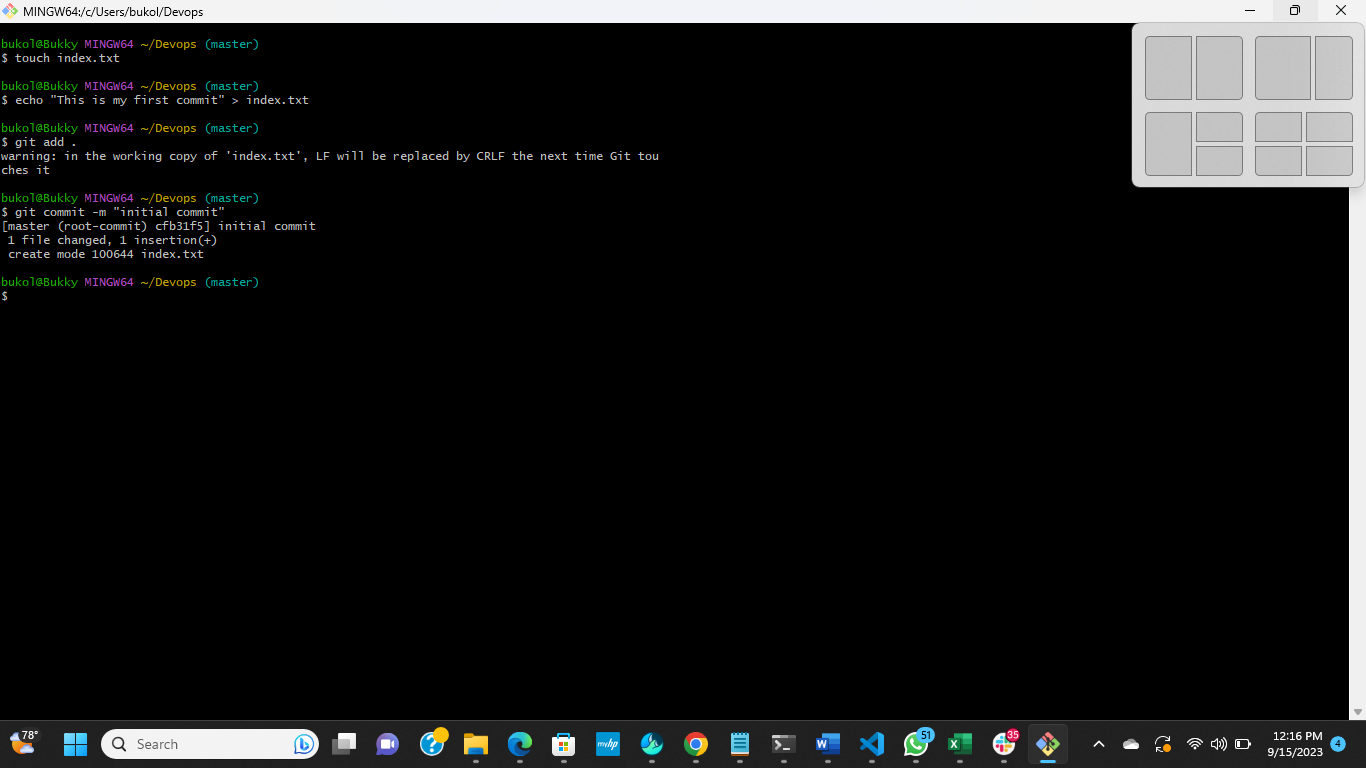 MINGW64:/c/Users/bukol/Devops
bukol@Bukky MINGW64 ~/Devops (master)
$ touch index.txt
bukol@Bukky MINGW64 ~/Devops (master)
$ echo "This is my first commit" > index.txt
bukol@Bukky MINGW64 ~/Devops (master)
$ git add .
warning: in the working copy of 'index.txt', LF will be replaced by CRLF the next time Git tou
ches it
bukol@Bukky MINGW64 ~/Devops (master)
$ git commit -m "initial commit"
[master (root-commit) cfb31f5] initial commit
 1 file changed, 1 insertion(+)
 create mode 100644 index.txt
bukol@Bukky MINGW64 ~/Devops (master)
$
78°
Search
myhp
51
35
12:16 PM
9/15/2023
4